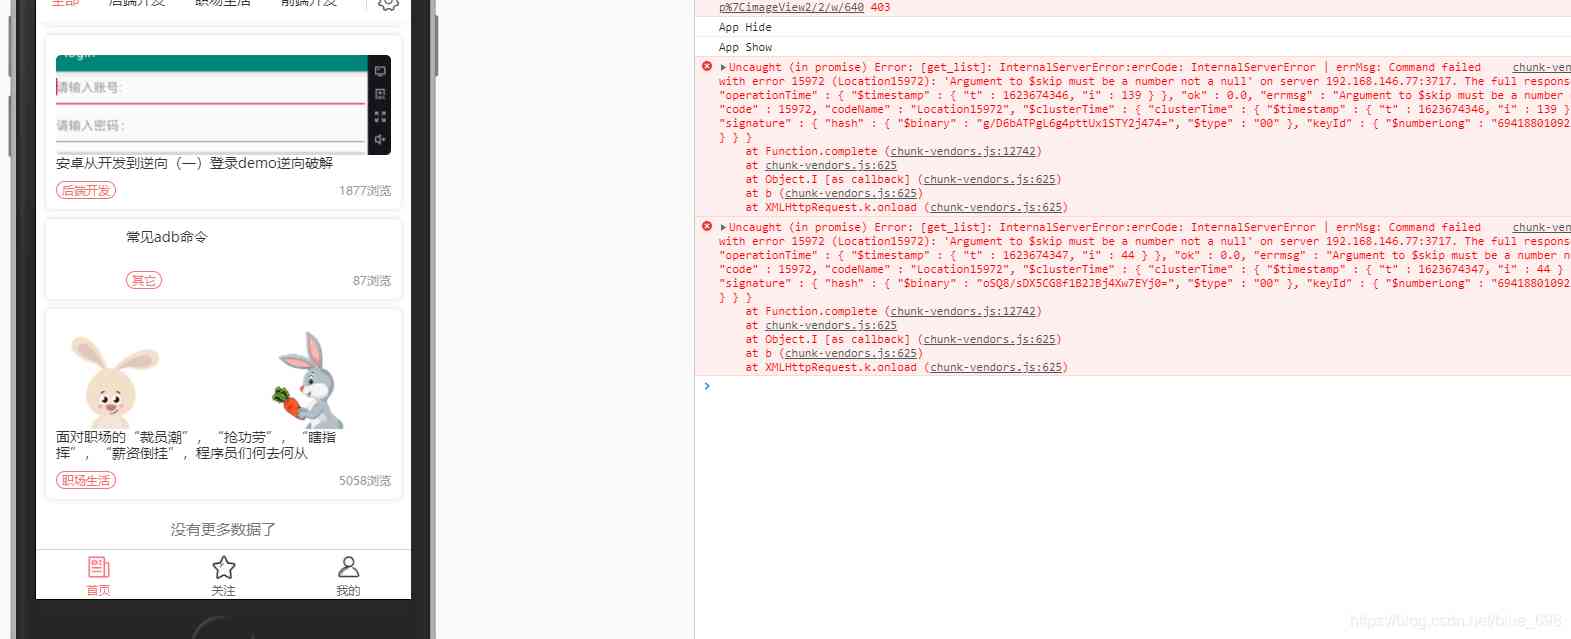 全部 后端开发 职场生活 前端开发
login
请输入账号:
请输入密码:
安卓从开发到逆向（一）登录demo逆向破解
后端开发 1877浏览
常见adb命令
其它 87浏览
面对职场的“裁员潮”，“抢功劳”，“瞎指
挥”，“薪资倒挂”，程序员们何去何从
职场生活 5058浏览
没有更多数据了
首页 关注 我的
p%7CimageView2/2/w/640 403
App Hide
App Show
Uncaught (in promise) Error: [get_list]: InternalServerError:errCode: InternalServerError | errMsg: Command failed chunk-ven
with error 15972 (Location15972): 'Argument to $skip must be a number not a null' on server 192.168.146.77:3717. The full respons
"operationTime" : { "$timestamp" : { "t" : 1623674346, "i" : 139 } }, "ok" : 0.0, "errmsg" : "Argument to $skip must be a number
"code" : 15972, "codeName" : "Location15972", "$clusterTime" : { "clusterTime" : { "$timestamp" : { "t" : 1623674346, "i" : 139 }
"signature" : { "hash" : { "$binary" : "g/D6bATPgL6g4pttUx1STY2j474=", "$type" : "00" }, "keyId" : { "$numberLong" : "69418801092
} } }
at Function.complete (chunk-vendors.js:12742)
at chunk-vendors.js:625
at Object.I [as callback] (chunk-vendors.js:625)
at b (chunk-vendors.js:625)
at XMLHttpRequest.k.onload (chunk-vendors.js:625)
Uncaught (in promise) Error: [get_list]: InternalServerError:errCode: InternalServerError | errMsg: Command failed chunk-ven
with error 15972 (Location15972): 'Argument to $skip must be a number not a null' on server 192.168.146.77:3717. The full respons
"operationTime" : { "$timestamp" : { "t" : 1623674347, "i" : 44 } }, "ok" : 0.0, "errmsg" : "Argument to $skip must be a number n
"code" : 15972, "codeName" : "Location15972", "$clusterTime" : { "clusterTime" : { "$timestamp" : { "t" : 1623674347, "i" : 44 }
"signature" : { "hash" : { "$binary" : "oSQ8/sDX5CG8f1B2JBj4Xw7EYj0=", "$type" : "00" }, "keyId" : { "$numberLong" : "69418801092
} } }
at Function.complete (chunk-vendors.js:12742)
at chunk-vendors.js:625
at Object.I [as callback] (chunk-vendors.js:625)
at b (chunk-vendors.js:625)
at XMLHttpRequest.k.onload (chunk-vendors.js:625)
https://blog.csdn.net/blue_698